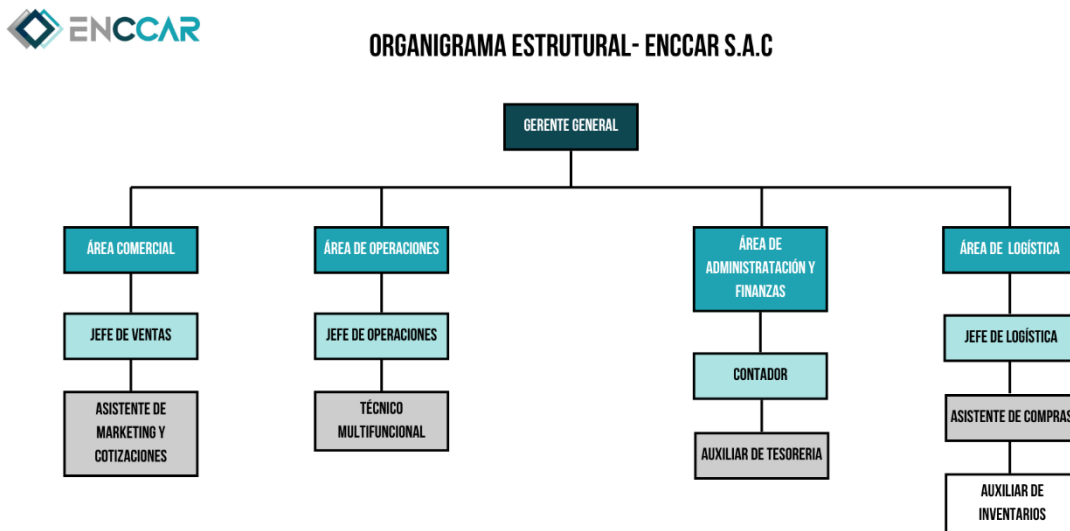 ENCCAR
ORGANIGRAMA ESTRUTURAL- ENCCAR S.A.C
GERENTE GENERAL
ÁREA COMERCIAL
JEFE DE VENTAS
ASISTENTE DE
MARKETING Y
COTIZACIONES
ÁREA DE OPERACIONES
JEFE DE OPERACIONES
TÉCNICO
MULTIFUNCIONAL
ÁREA DE
ADMINISTRATACIÓN Y
FINANZAS
CONTADOR
AUXILIAR DE TESORERIA
ÁREA DE LOGÍSTICA
JEFE DE LOGÍSTICA
ASISTENTE DE COMPRAS
AUXILIAR DE
INVENTARIOS